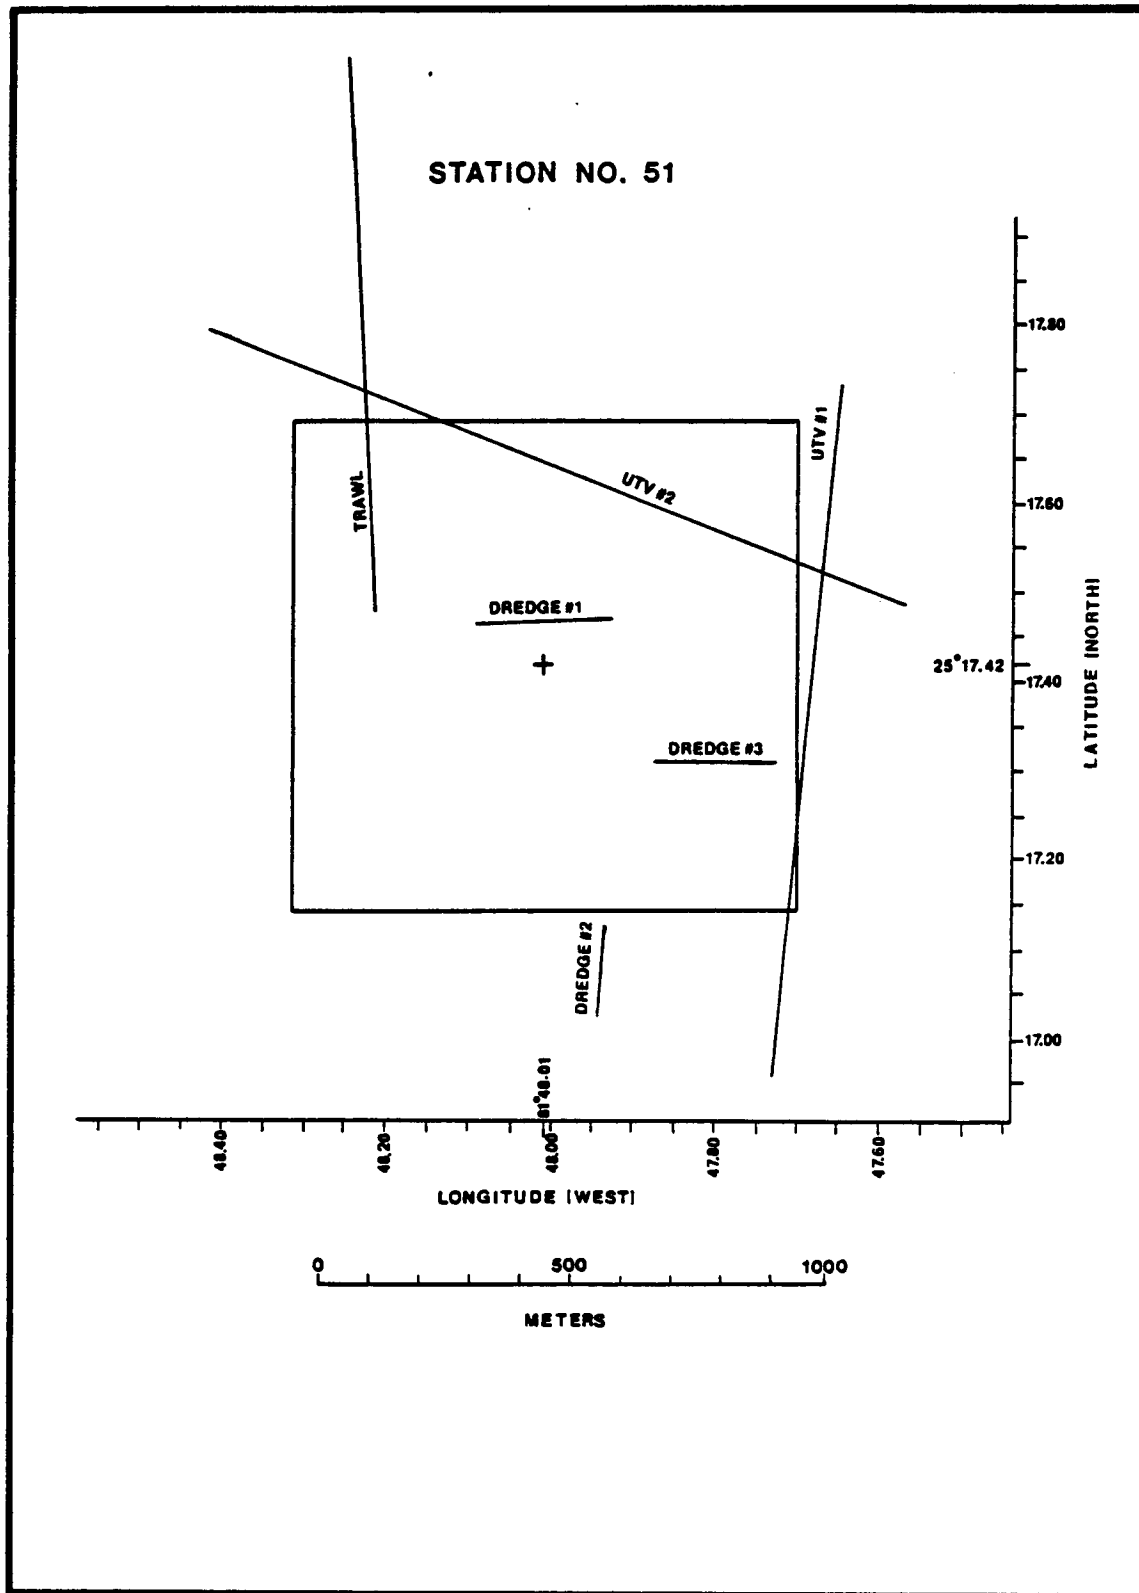 STATION NO. 51
17.80
UTV #1
UTV #2
TRAWL
17.60
DREDGE #1
25°17.42
17.40
LATITUDE (NORTH)
DREDGE #3
17.20
DREDGE #2
17.00
81°48.01
48.40
48.20
48.00
47.80
47.60
LONGITUDE (WEST)
0 500 1000
METERS